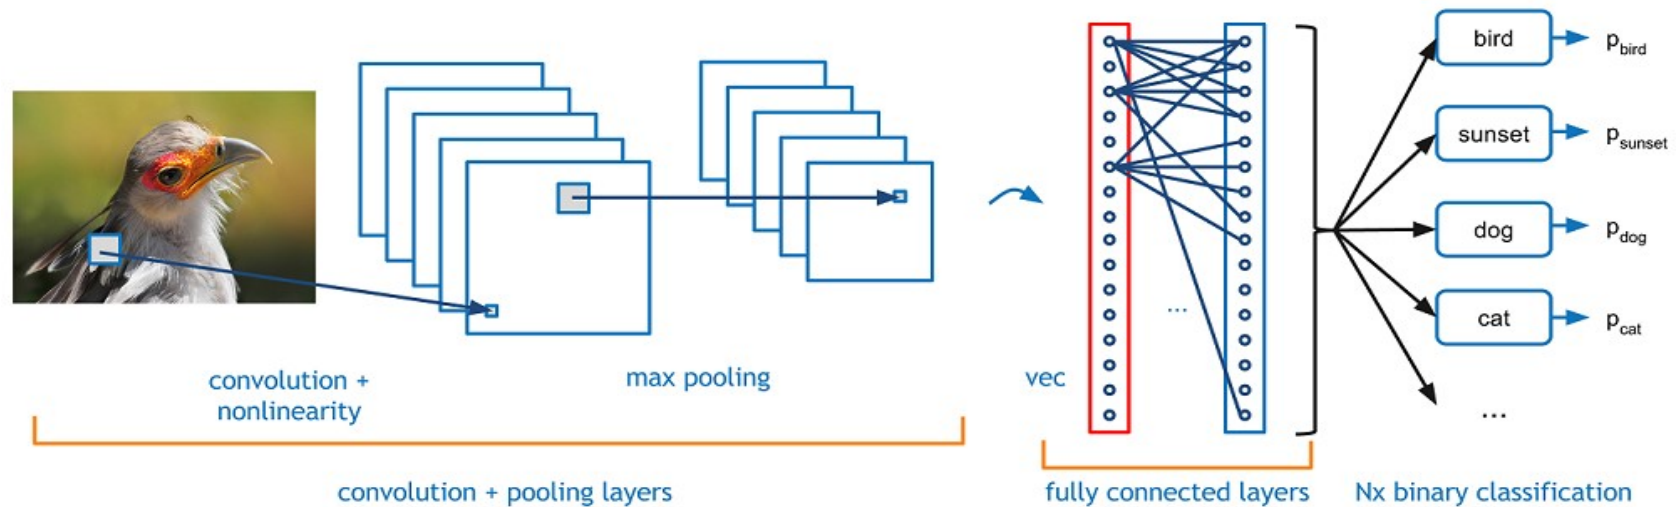 bird
p_bird
sunset
p_sunset
dog
p_dog
cat
p_cat
...
...
convolution +
nonlinearity
max pooling
vec
convolution + pooling layers
fully connected layers
Nx binary classification